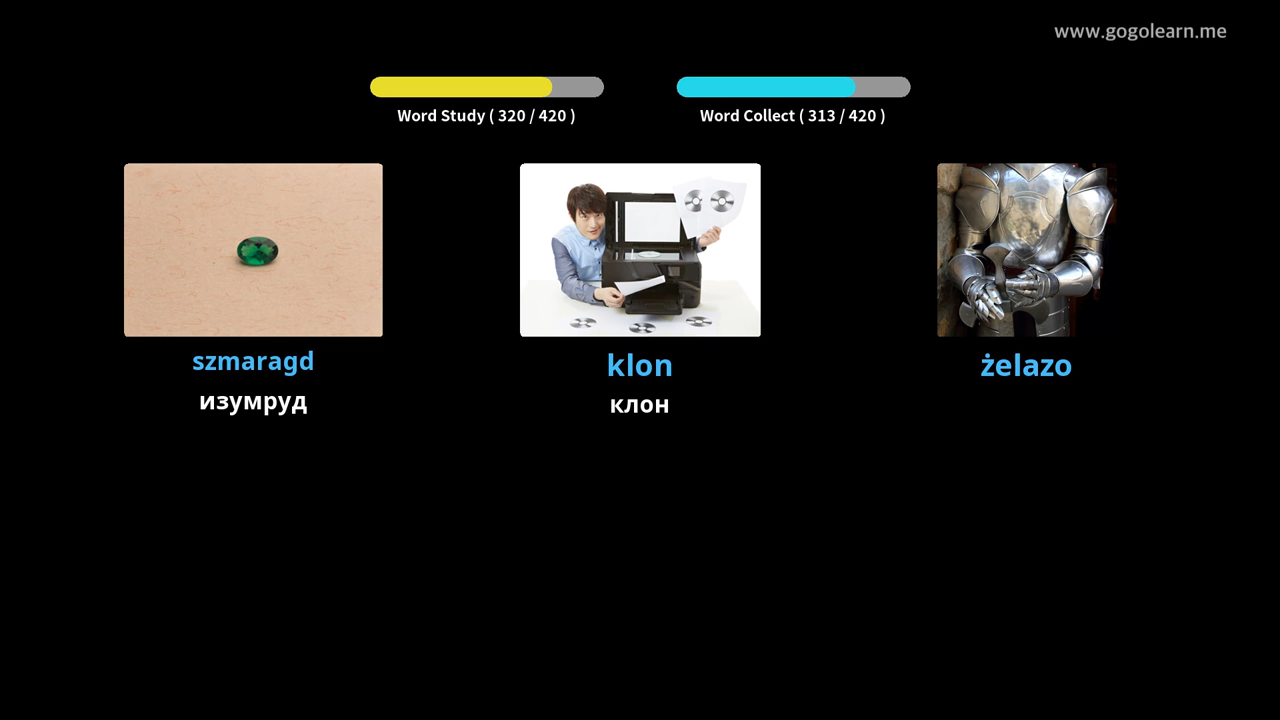 www.gogolearn.me
Word Study ( 320 / 420 )
Word Collect ( 313 / 420 )
szmaragd
изумруд
klon
клон
żelazo